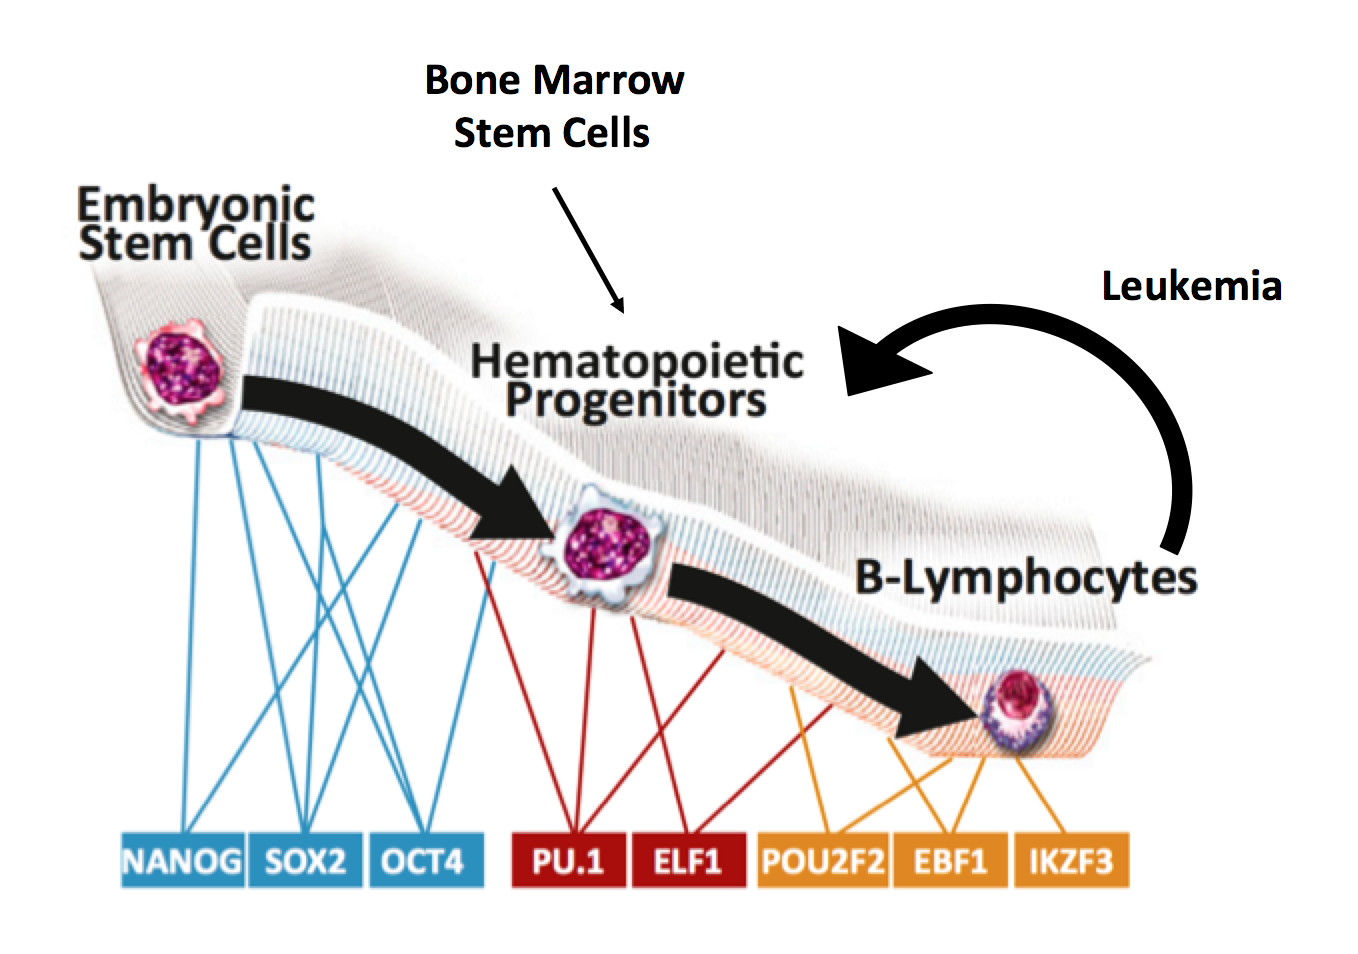 Bone Marrow
Stem Cells
Embryonic
Stem Cells
Leukemia
Hematopoietic
Progenitors
B-Lymphocytes
NANOG SOX2 OCT4 PU.1 ELF1 POU2F2 EBF1 IKZF3